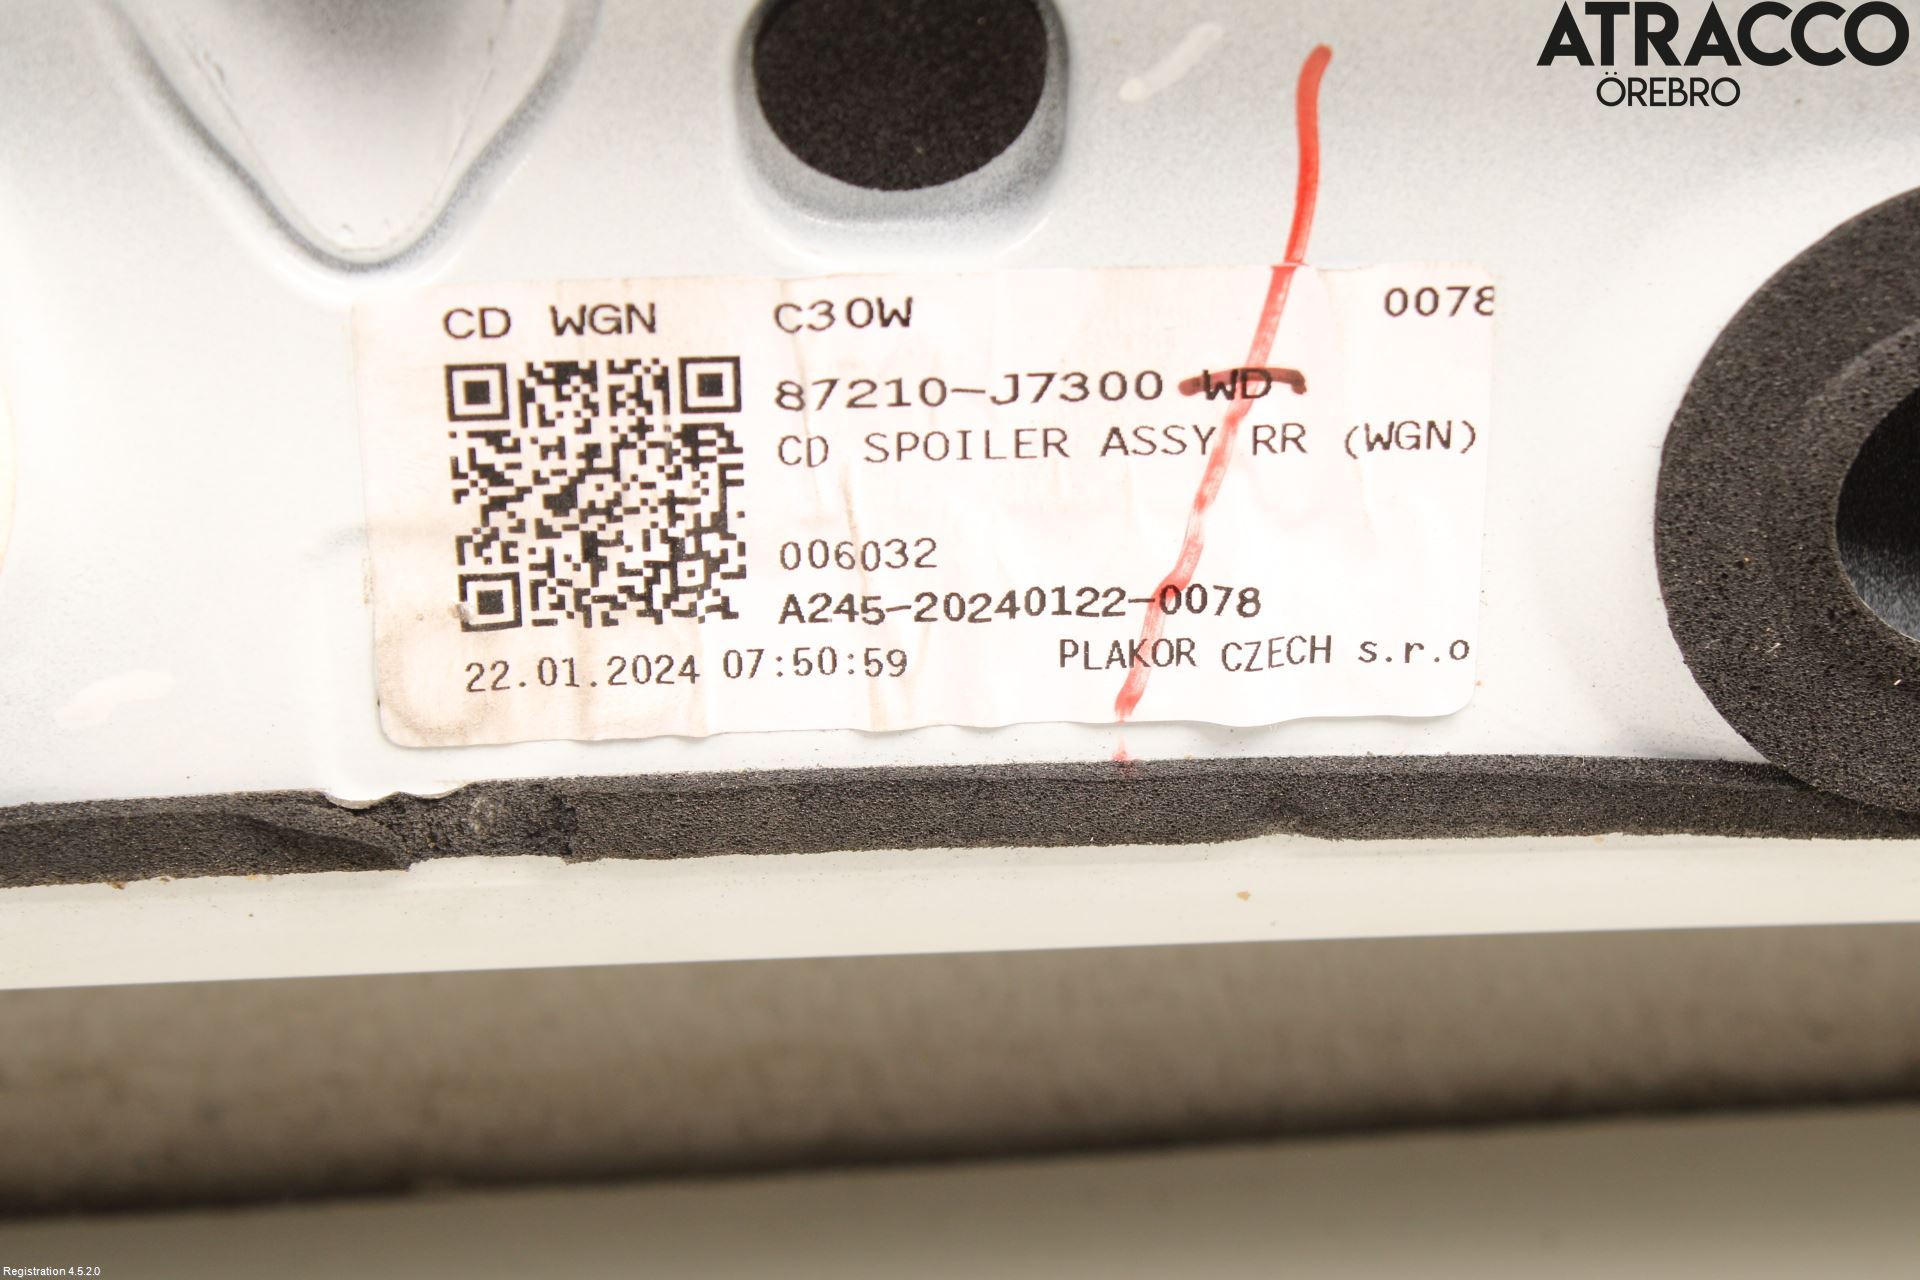 ATRACCO
ÖREBRO
CD WGN C30W 0078
87210-J7300 WD
CD SPOILER ASSY RR (WGN)
006032
A245-20240122-0078
22.01.2024 07:50:59 PLAKOR CZECH s.r.o
Registration 4.5.2.0